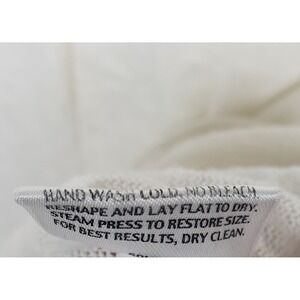 HAND WASH COLD. NO BLEACH
RESHAPE AND LAY FLAT TO DRY.
STEAM PRESS TO RESTORE SIZE.
FOR BEST RESULTS, DRY CLEAN.